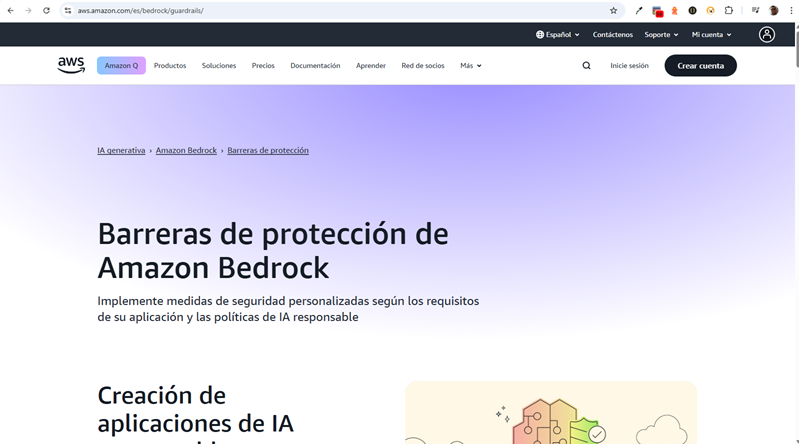 aws.amazon.com/es/bedrock/guardrails/
Español Contáctenos Soporte Mi cuenta
aws Amazon Q Productos Soluciones Precios Documentación Aprender Red de socios Más Inicie sesión Crear cuenta
IA generativa › Amazon Bedrock › Barreras de protección
Barreras de protección de
Amazon Bedrock
Implemente medidas de seguridad personalizadas según los requisitos
de su aplicación y las políticas de IA responsable
Creación de
aplicaciones de IA